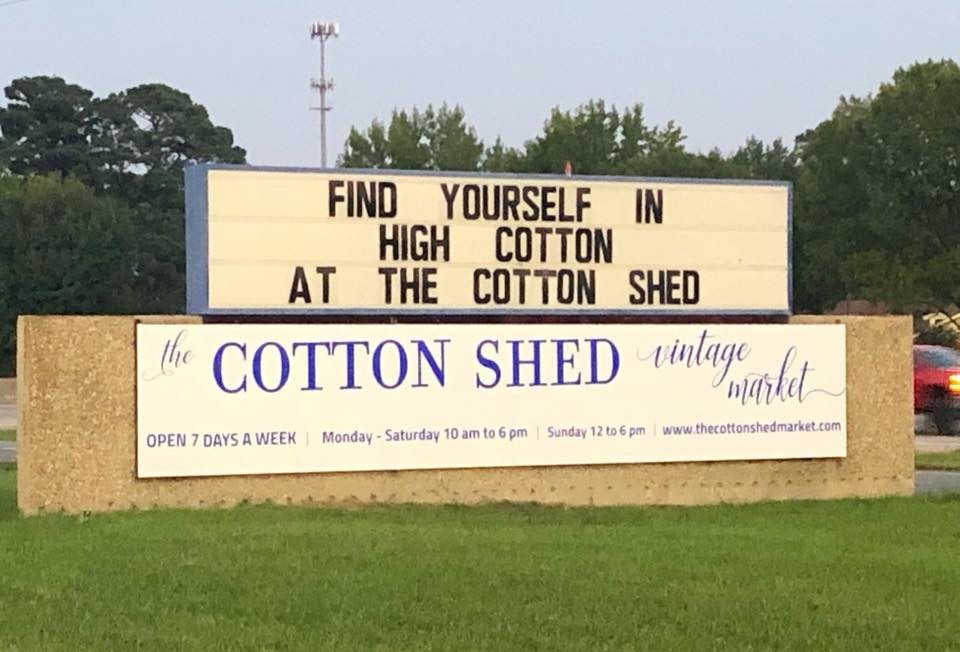 FIND YOURSELF IN
HIGH COTTON
AT THE COTTON SHED
the COTTON SHED vintage market
OPEN 7 DAYS A WEEK | Monday - Saturday 10 am to 6 pm | Sunday 12 to 6 pm | www.thecottonshedmarket.com